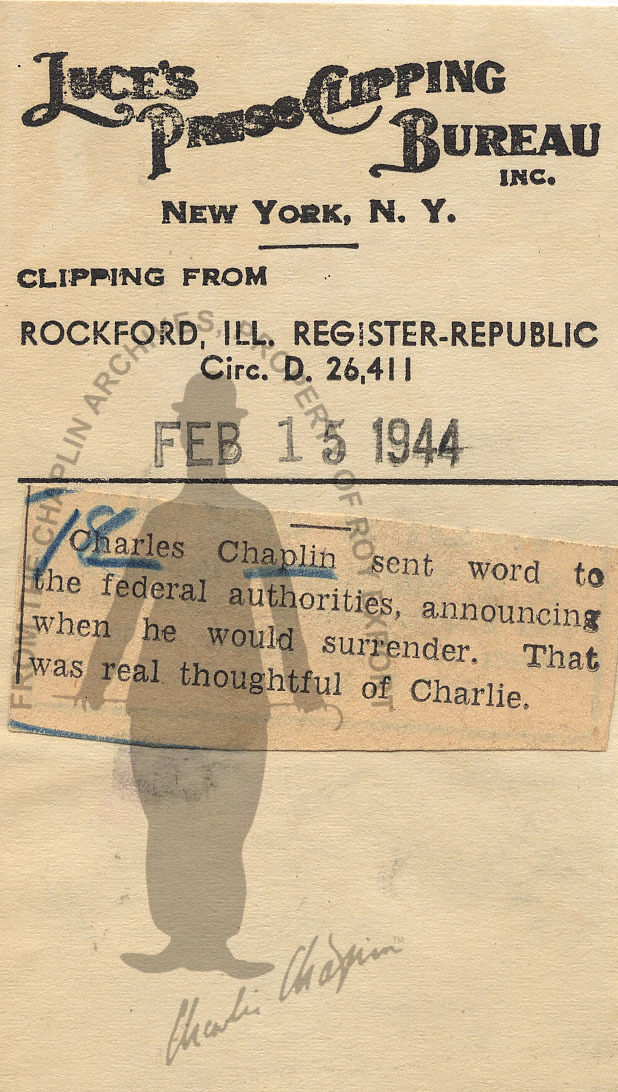 LUCE'S
PRESS CLIPPING
BUREAU
INC.
NEW YORK, N. Y.
CLIPPING FROM
ROCKFORD, ILL. REGISTER-REPUBLIC
Circ. D. 26,411
FEB 15 1944
Charles Chaplin sent word to
the federal authorities, announcing
when he would surrender. That
was real thoughtful of Charlie.
FROM THE CHAPLIN ARCHIVES, PROPERTY OF ROY EXPORT
Charlie Chaplin™